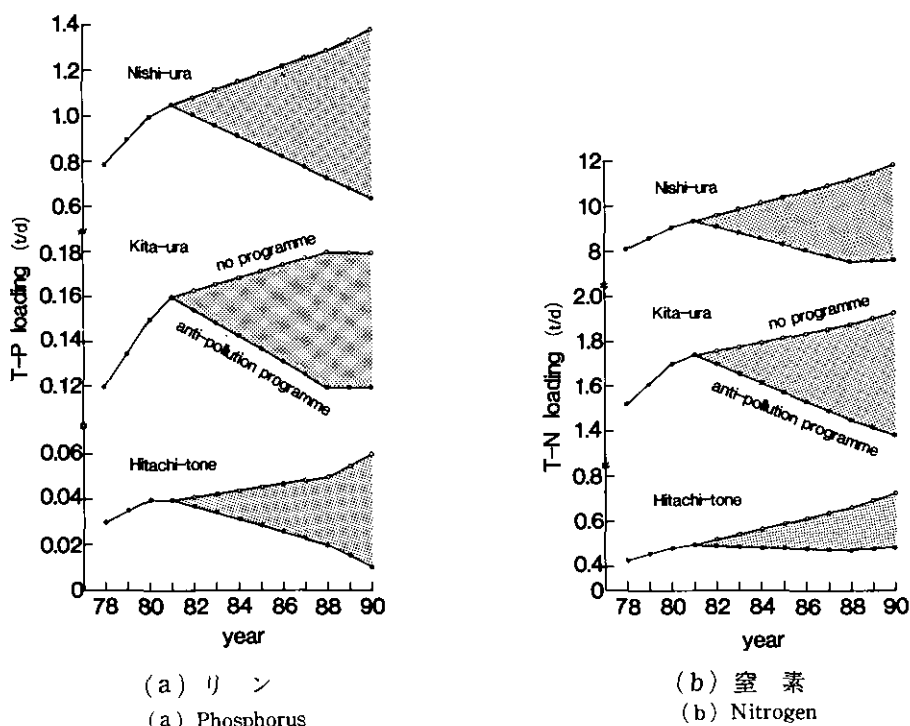 T-P loading (t/d)
1.4
1.2
1.0
0.8
0.6
Nishi-ura
0.18
0.16
0.14
0.12
Kita-ura
no programme
anti-pollution programme
0.06
0.04
0.02
0
Hitachi-tone
78 80 82 84 86 88 90
year
(a) リン
(a) Phosphorus
T-N loading (t/d)
12
10
8
Nishi-ura
2.0
1.8
1.6
1.4
Kita-ura
no programme
anti-pollution programme
0.8
0.6
0.4
0
Hitachi-tone
78 80 82 84 86 88 90
year
(b) 窒素
(b) Nitrogen